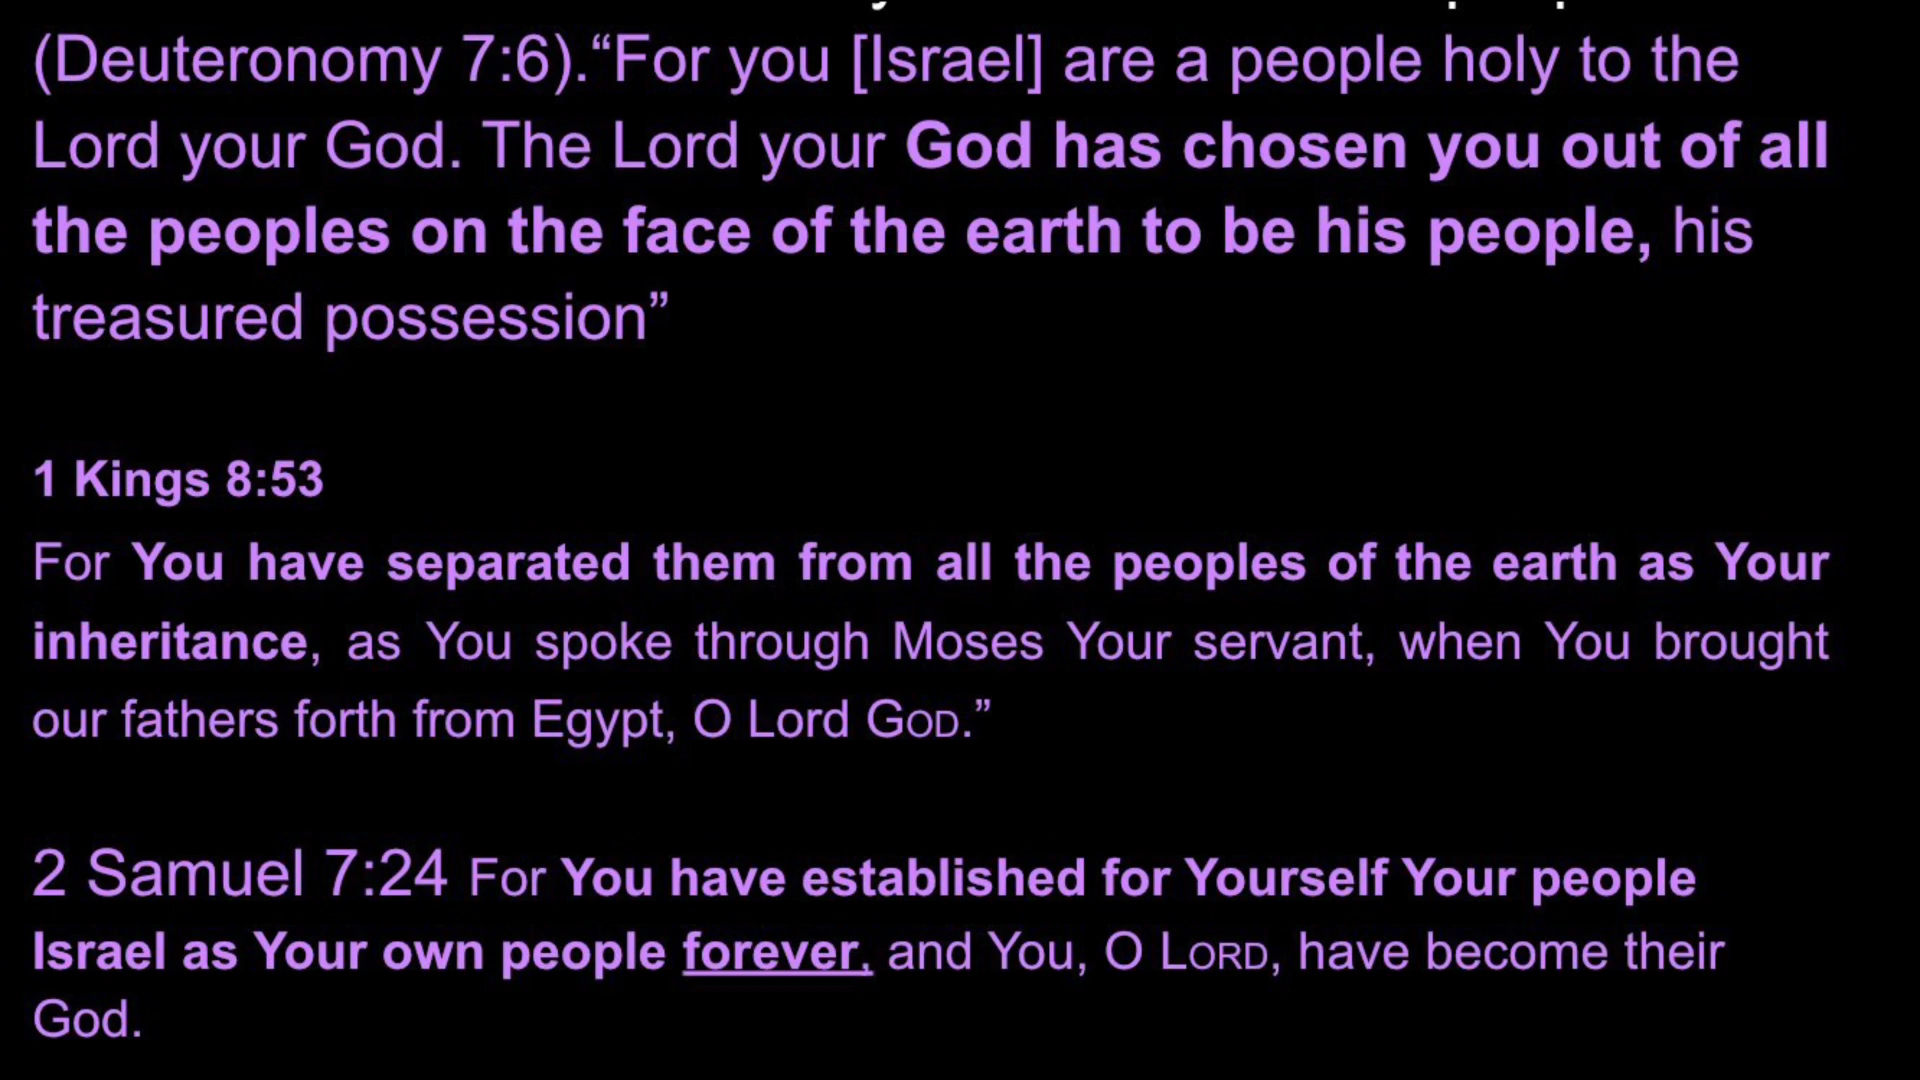 (Deuteronomy 7:6).“For you [Israel] are a people holy to the
Lord your God. The Lord your God has chosen you out of all
the peoples on the face of the earth to be his people, his
treasured possession”
1 Kings 8:53
For You have separated them from all the peoples of the earth as Your
inheritance, as You spoke through Moses Your servant, when You brought
our fathers forth from Egypt, O Lord GOD.”
2 Samuel 7:24 For You have established for Yourself Your people
Israel as Your own people forever, and You, O LORD, have become their
God.